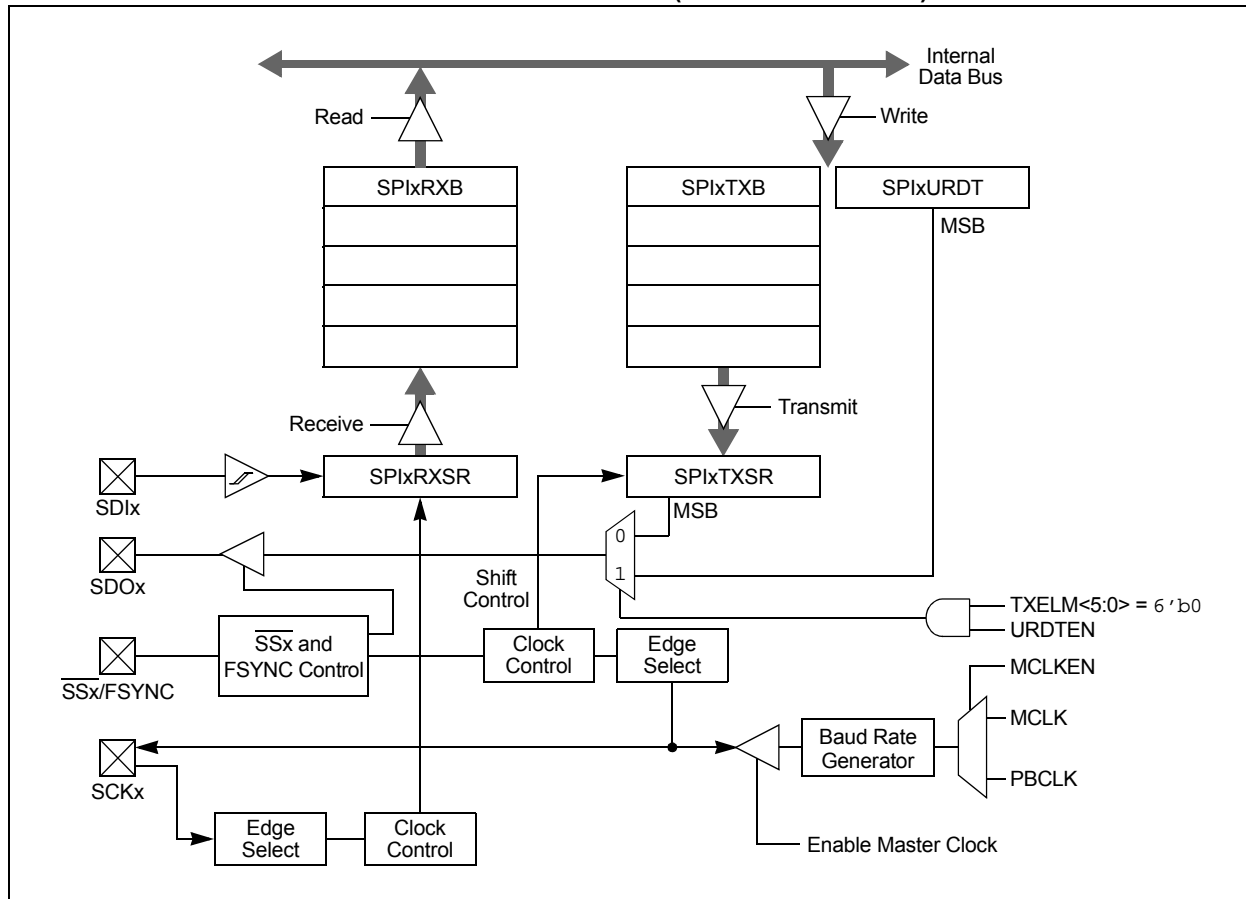 Internal
Data Bus
Read
Write
SPIxRXB
SPIxTXB
SPIxURDT
MSB
Receive
Transmit
SPIxRXSR
SPIxTXSR
SDIx
MSB
0
1
SDOx
Shift
Control
TXELM<5:0> = 6'b0
URDTEN
SSx and
FSYNC Control
Clock
Control
Edge
Select
SSx/FSYNC
MCLKEN
MCLK
Baud Rate
Generator
PBCLK
SCKx
Edge
Select
Clock
Control
Enable Master Clock